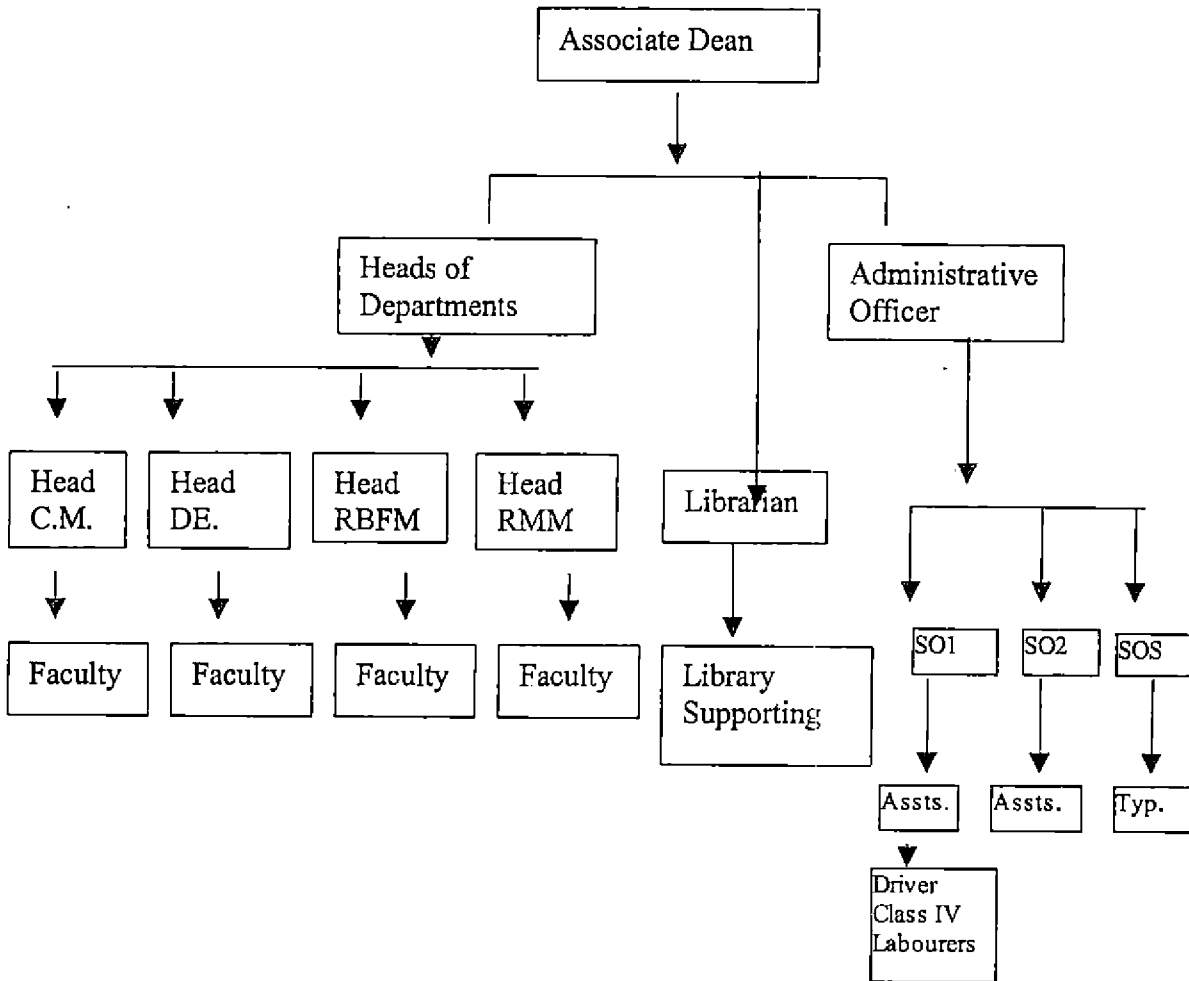 Associate Dean
Heads of
Departments
Administrative
Officer
Head
C.M.
Head
DE.
Head
RBFM
Head
RMM
Librarian
SO1
SO2
SOS
Faculty
Faculty
Faculty
Faculty
Library
Supporting
Assts.
Assts.
Typ.
Driver
Class IV
Labourers